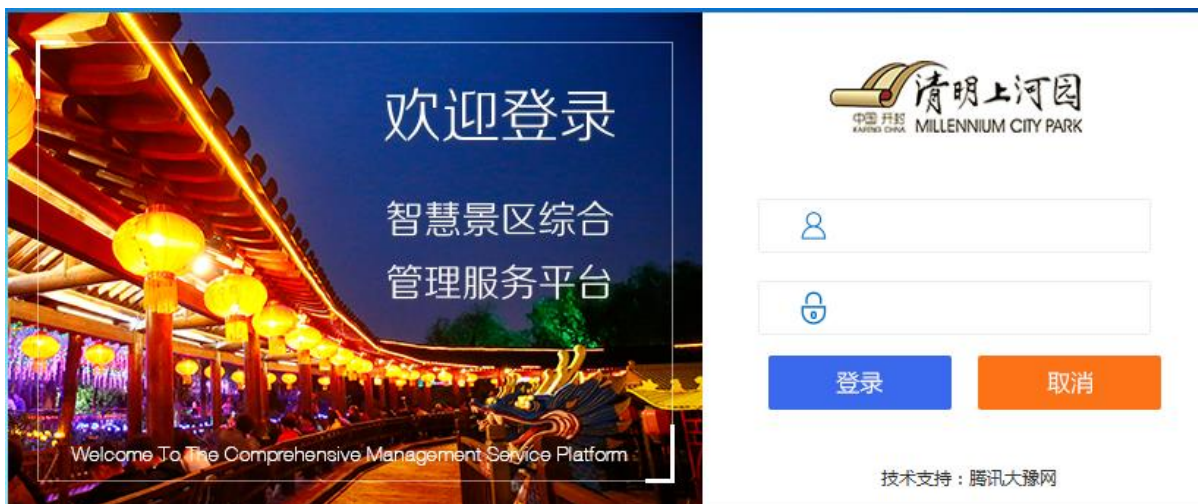 欢迎登录
智慧景区综合
管理服务平台
Welcome To The Comprehensive Management Service Platform
清明上河园
中国 开封
KAIFENG CHINA
MILLENNIUM CITY PARK
登录
取消
技术支持：腾讯大豫网